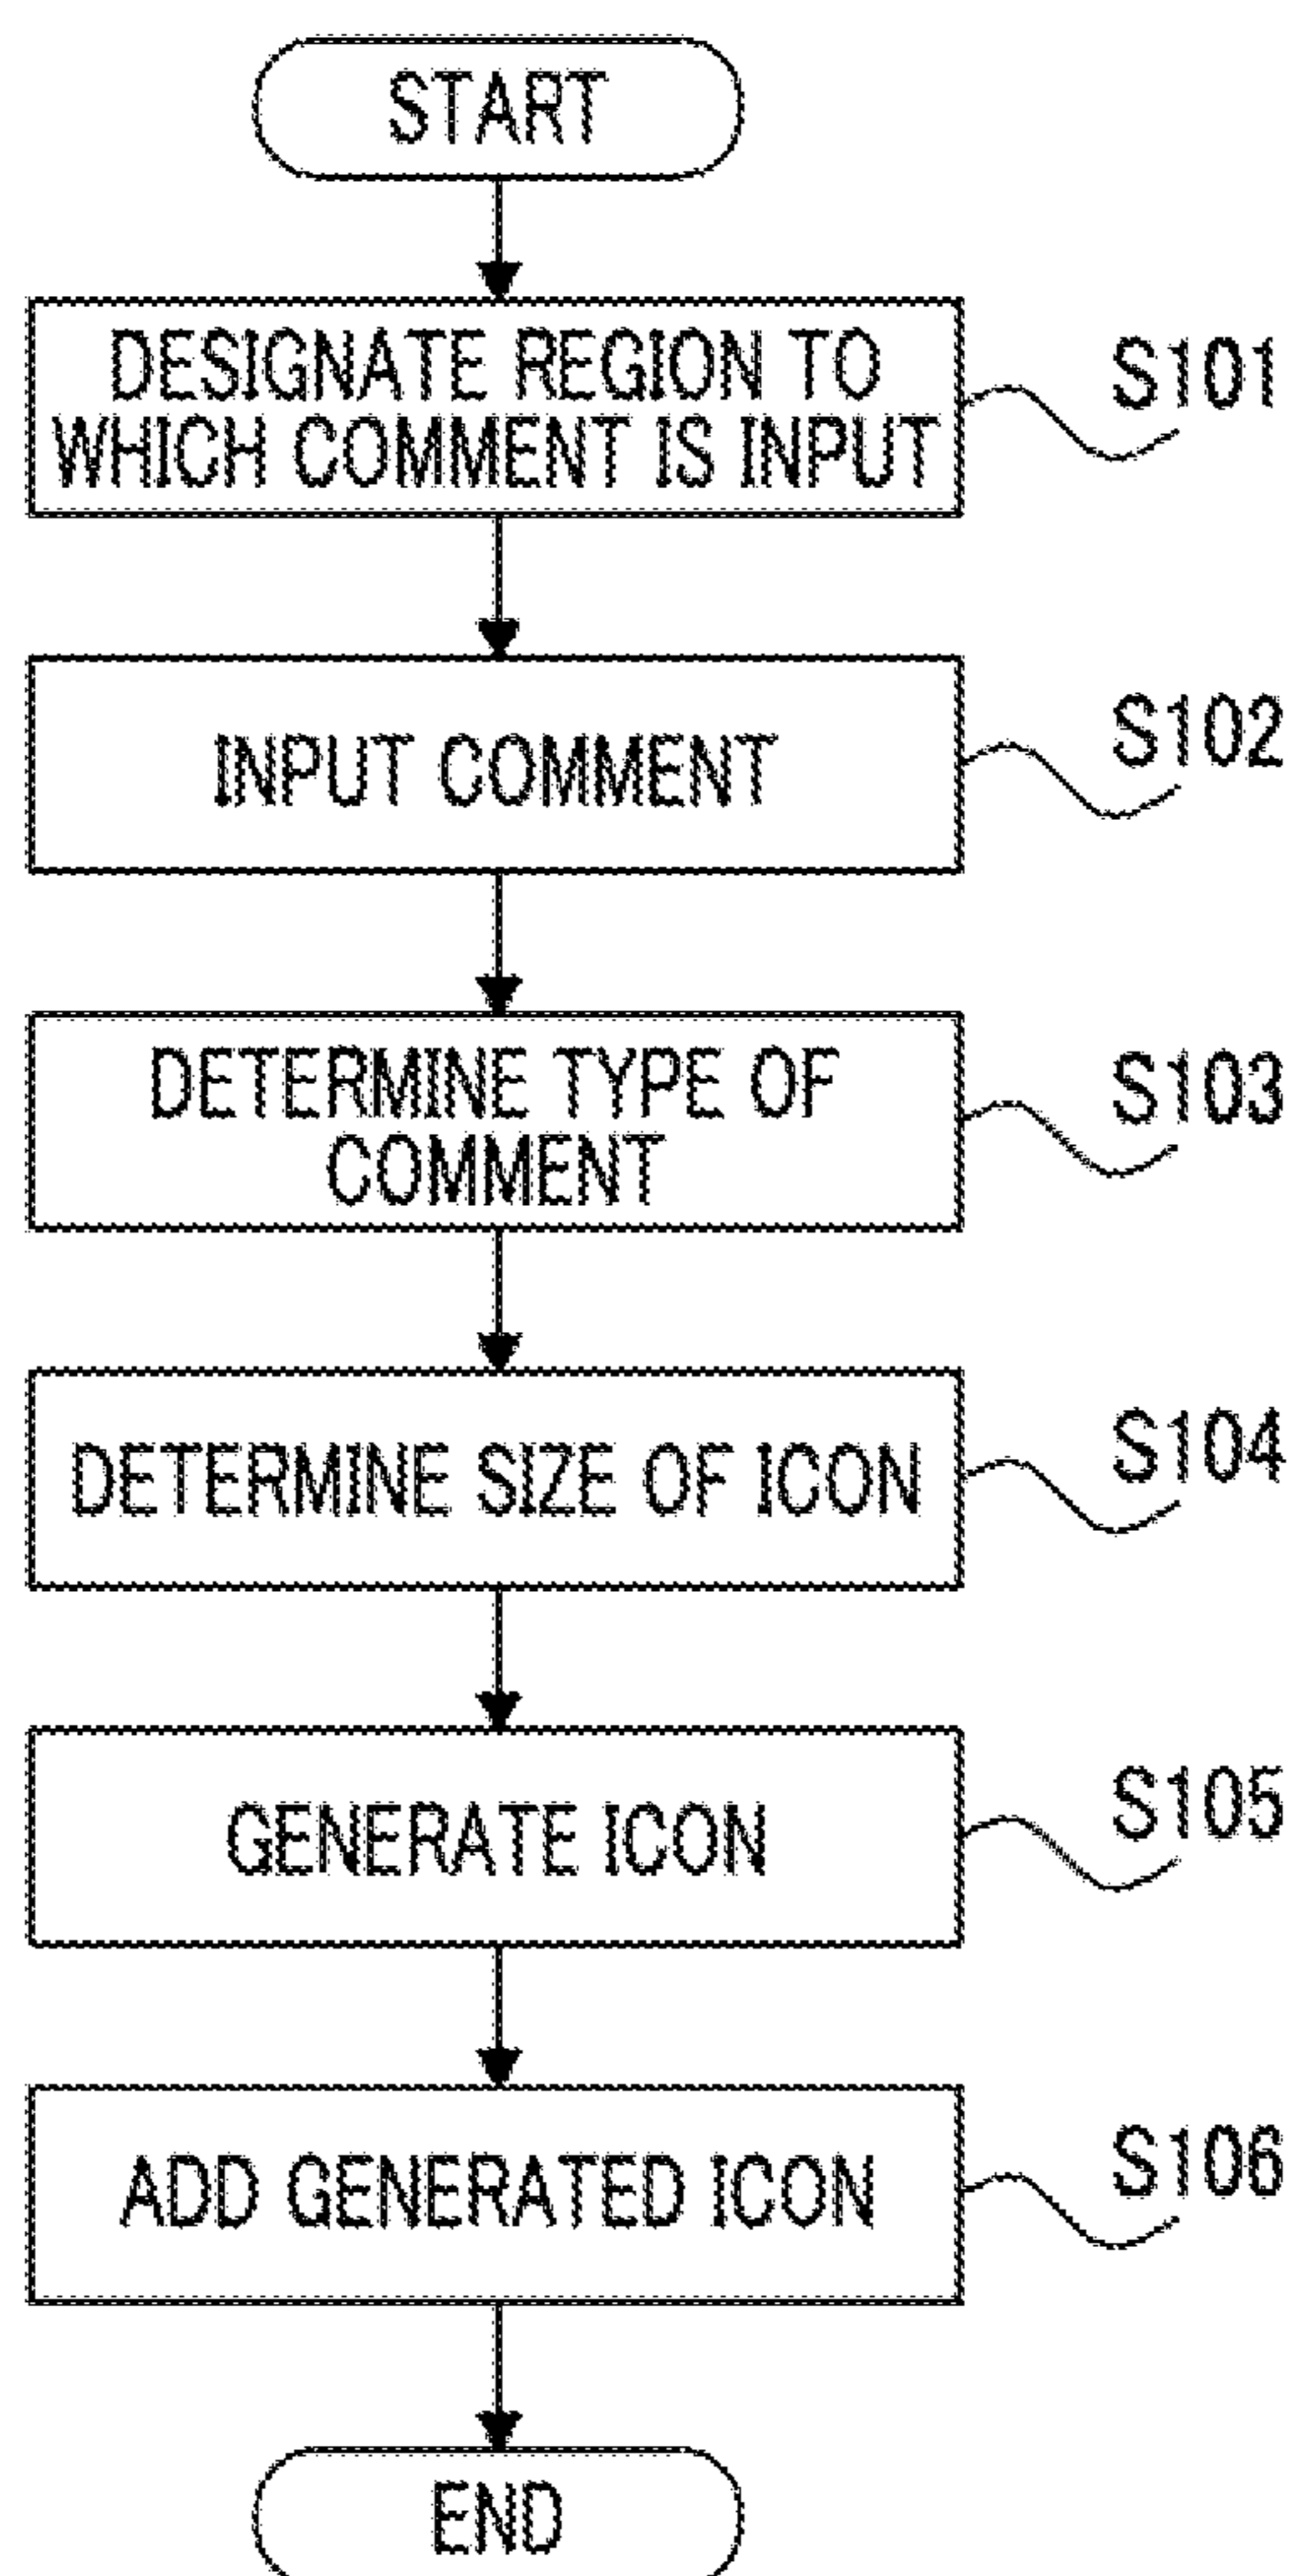 START
DESIGNATE REGION TO
WHICH COMMENT IS INPUT
S101
INPUT COMMENT
S102
DETERMINE TYPE OF
COMMENT
S103
DETERMINE SIZE OF ICON
S104
GENERATE ICON
S105
ADD GENERATED ICON
S106
END